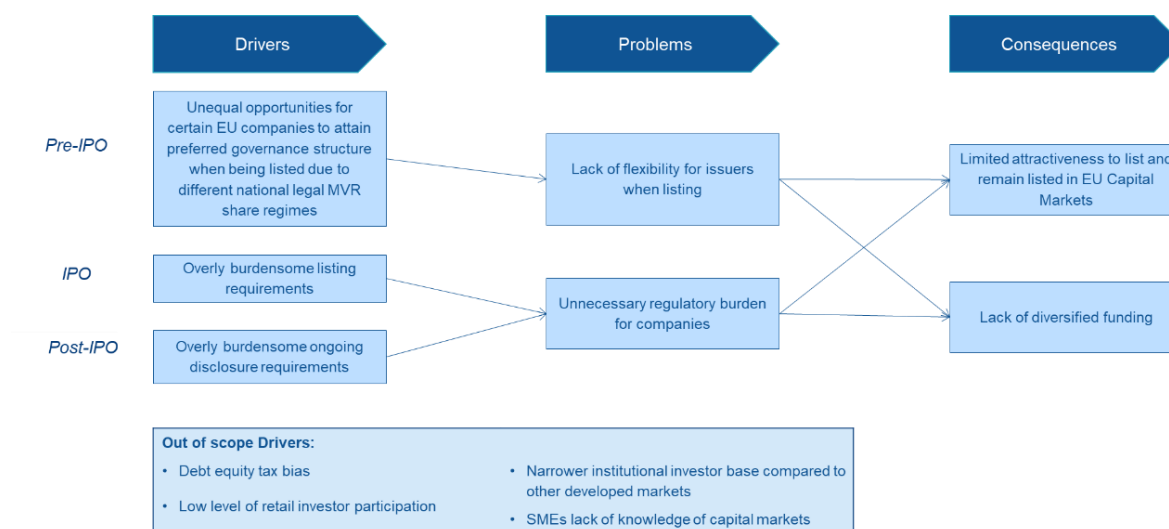 Drivers
Problems
Consequences
Pre-IPO
Unequal opportunities for
certain EU companies to attain
preferred governance structure
when being listed due to
different national legal MVR
share regimes
Lack of flexibility for issuers
when listing
Limited attractiveness to list and
remain listed in EU Capital
Markets
IPO
Overly burdensome listing
requirements
Unnecessary regulatory burden
for companies
Lack of diversified funding
Post-IPO
Overly burdensome ongoing
disclosure requirements
Out of scope Drivers:
• Debt equity tax bias
• Low level of retail investor participation
• Narrower institutional investor base compared to
other developed markets
• SMEs lack of knowledge of capital markets